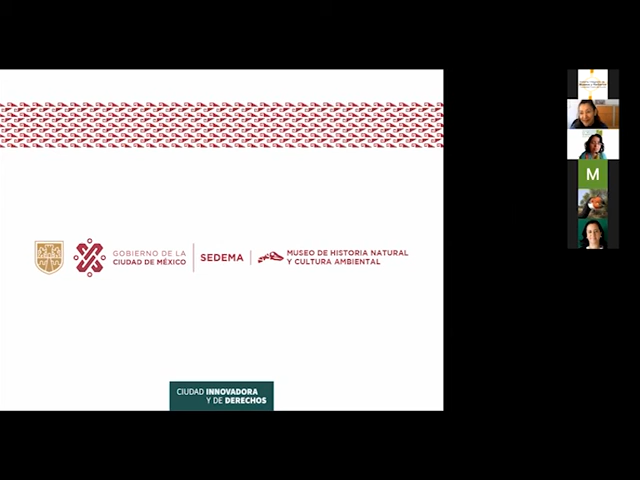 GOBIERNO DE LA
CIUDAD DE MÉXICO
SEDEMA
MUSEO DE HISTORIA NATURAL
Y CULTURA AMBIENTAL
CIUDAD INNOVADORA
Y DE DERECHOS
M